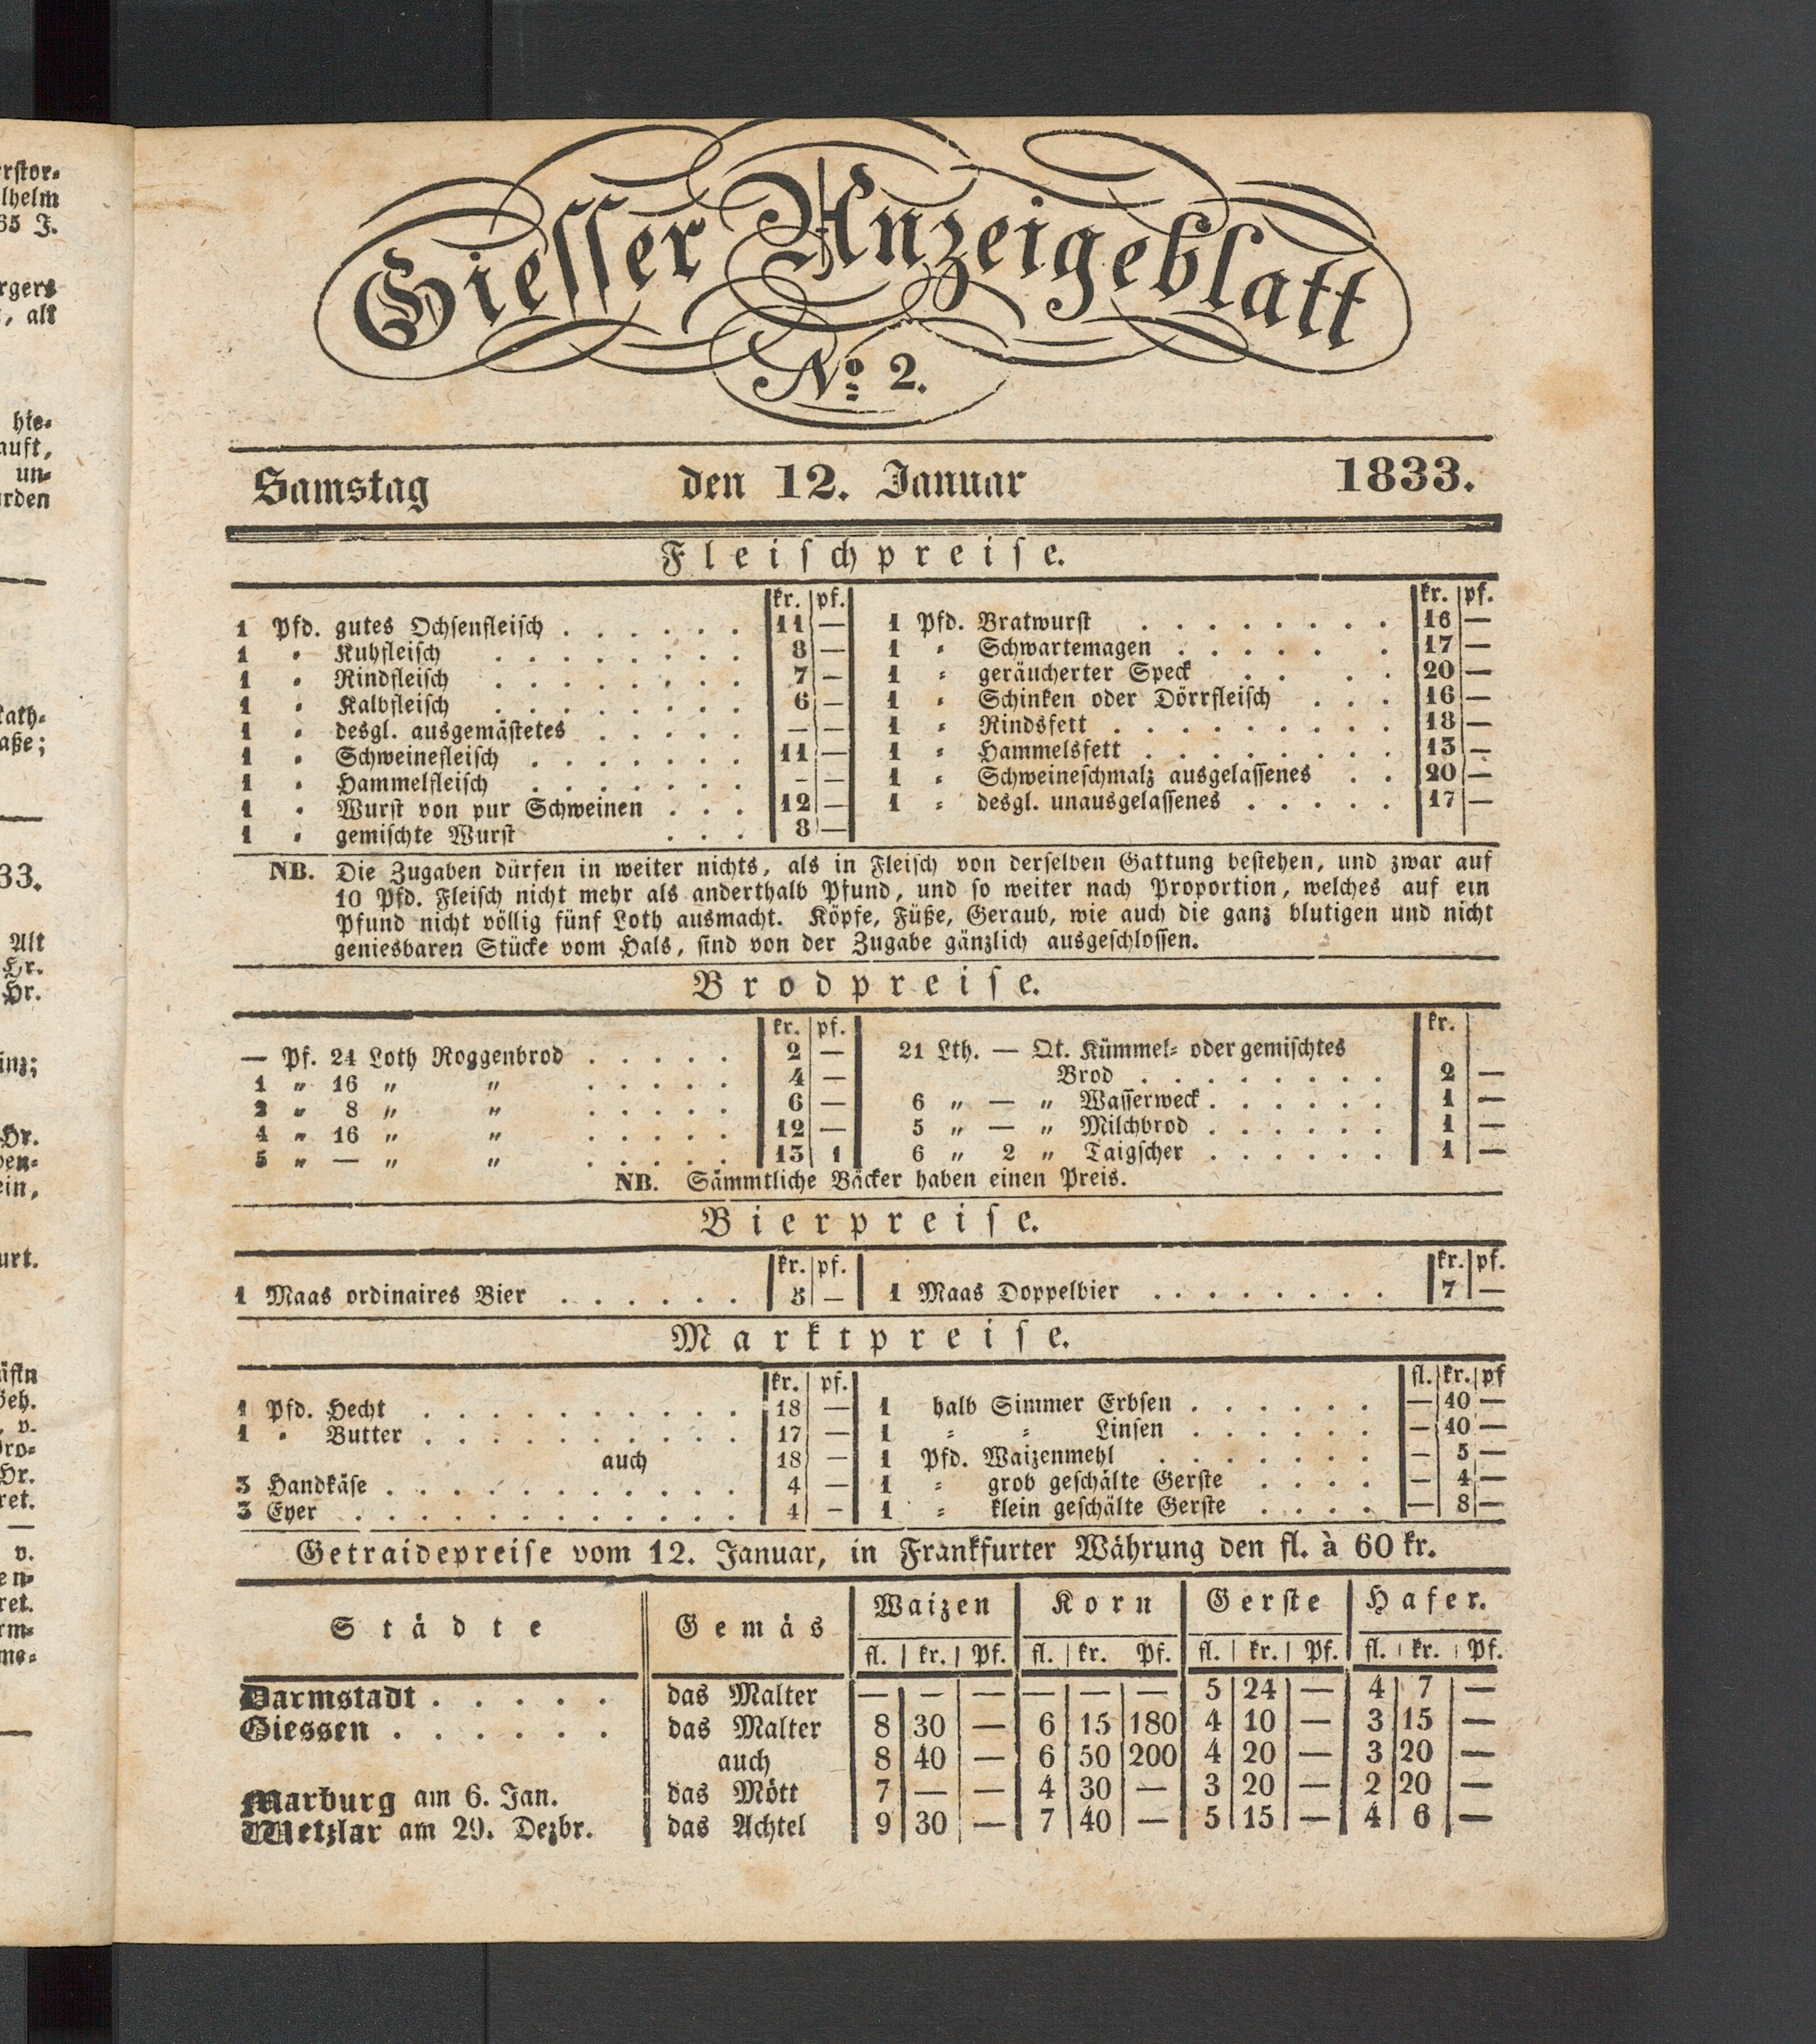 Giesser Anzeigeblatt
No 2.
Samstag den 12. Januar 1833.
Fleischpreise.
kr. pf.
1 Pfd. gutes Ochsenfleisch . . . . . . 11 —
1 " Kuhfleisch . . . . . . . . 8 —
1 " Rindfleisch . . . . . . . . 7 —
1 " Kalbfleisch . . . . . . . . 6 —
1 " desgl. ausgemästetes . . . . . — —
1 " Schweinefleisch . . . . . . . 11 —
1 " Hammelfleisch . . . . . . . — —
1 " Wurst von pur Schweinen . . . 12 —
1 " gemischte Wurst . . . 8 —
kr. pf.
1 Pfd. Bratwurst . . . . . . . . 16 —
1 " Schwartemagen . . . . . . 17 —
1 " geräucherter Speck . . . . 20 —
1 " Schinken oder Dörrfleisch . . . 16 —
1 " Rindsfett . . . . . . . . . 18 —
1 " Hammelsfett . . . . . . . . 13 —
1 " Schweineschmalz ausgelassenes . . 20 —
1 " desgl. unausgelassenes . . . . . 17 —
NB. Die Zugaben dürfen in weiter nichts, als in Fleisch von derselben Gattung bestehen, und zwar auf
10 Pfd. Fleisch nicht mehr als anderthalb Pfund, und so weiter nach Proportion, welches auf ein
Pfund nicht völlig fünf Loth ausmacht. Köpfe, Füße, Geraub, wie auch die ganz blutigen und nicht
geniesbaren Stücke vom Hals, sind von der Zugabe gänzlich ausgeschlossen.
Brodpreise.
kr. pf.
— Pf. 24 Loth Roggenbrod . . . . . 2 —
1 " 16 " " . . . . . 4 —
2 " 8 " " . . . . . 6 —
4 " 16 " " . . . . . 12 —
5 " — " " . . . . . 13 1
kr.
21 Lth. — Qt. Kümmel- oder gemischtes
Brod . . . . . . . . 2 —
6 " — " Wasserweck . . . . . . 1 —
5 " — " Milchbrod . . . . . . 1 —
6 " 2 " Taigscher . . . . . . 1 —
NB. Sämmtliche Bäcker haben einen Preis.
Bierpreise.
kr. pf.
1 Maas ordinaires Bier . . . . . . 5 —
kr. pf.
1 Maas Doppelbier . . . . . . . . 7 —
Marktpreise.
kr. pf.
1 Pfd. Hecht . . . . . . . . . . 18 —
1 " Butter . . . . . . . . . . 17 —
auch 18 —
3 Handkäse . . . . . . . . . . . 4 —
3 Eyer . . . . . . . . . . . . 4 —
fl. kr. pf
1 halb Simmer Erbsen . . . . . . — 40 —
1 " " Linsen . . . . . . — 40 —
1 Pfd. Waizenmehl . . . . . . . — 5 —
1 " grob geschälte Gerste . . . . — 4 —
1 " klein geschälte Gerste . . . . — 8 —
Getraidepreise vom 12. Januar, in Frankfurter Währung den fl. à 60 kr.
Städte Gemäs Waizen Korn Gerste Hafer.
fl. kr. Pf. fl. kr. Pf. fl. kr. Pf. fl. kr. Pf.
Darmstadt . . . . . das Malter — — — — — — 5 24 — 4 7 —
Giessen . . . . . . das Malter 8 30 — 6 15 180 4 10 — 3 15 —
auch 8 40 — 6 50 200 4 20 — 3 20 —
Marburg am 6. Jan. das Mött 7 — — 4 30 — 3 20 — 2 20 —
Wetzlar am 29. Dezbr. das Achtel 9 30 — 7 40 — 5 15 — 4 6 —